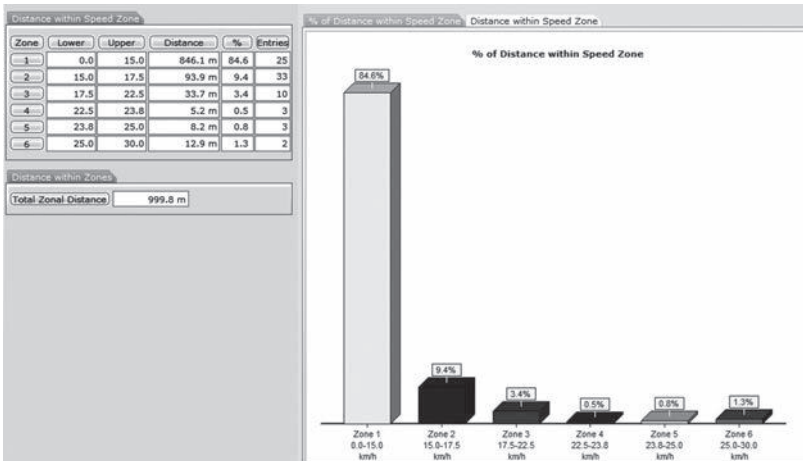 Distance within Speed Zone
Zone Lower Upper Distance % Entries
1 0.0 15.0 846.1 m 84.6 25
2 15.0 17.5 93.9 m 9.4 33
3 17.5 22.5 33.7 m 3.4 10
4 22.5 23.8 5.2 m 0.5 3
5 23.8 25.0 8.2 m 0.8 3
6 25.0 30.0 12.9 m 1.3 2
Distance within Zones
Total Zonal Distance 999.8 m
% of Distance within Speed Zone Distance within Speed Zone
% of Distance within Speed Zone
84.6%
9.4%
3.4%
0.5%
0.8%
1.3%
Zone 1 Zone 2 Zone 3 Zone 4 Zone 5 Zone 6
0.0-15.0 15.0-17.5 17.5-22.5 22.5-23.8 23.8-25.0 25.0-30.0
km/h km/h km/h km/h km/h km/h